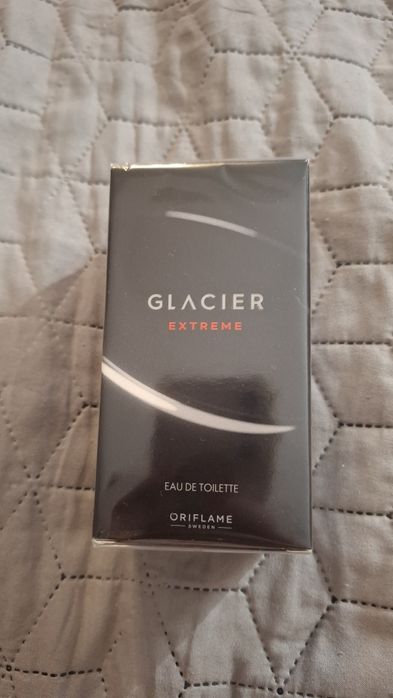 GLACIER
EXTREME
EAU DE TOILETTE
ORIFLAME
SWEDEN